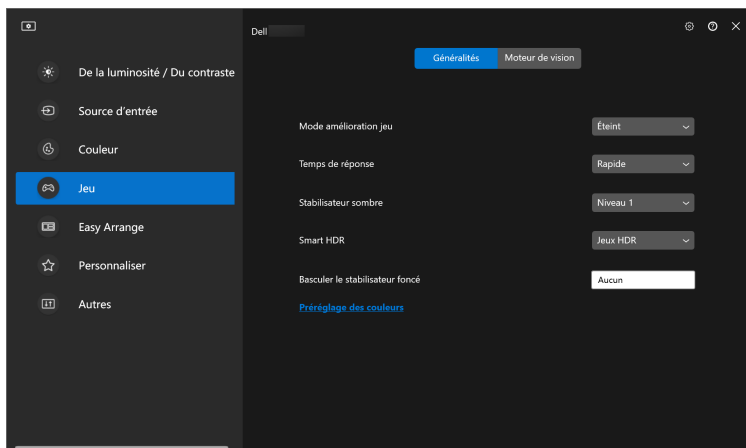 Dell
Généralités
Moteur de vision
De la luminosité / Du contraste
Source d'entrée
Couleur
Jeu
Easy Arrange
Personnaliser
Autres
Mode amélioration jeu
Éteint
Temps de réponse
Rapide
Stabilisateur sombre
Niveau 1
Smart HDR
Jeux HDR
Basculer le stabilisateur foncé
Aucun
Préréglage des couleurs